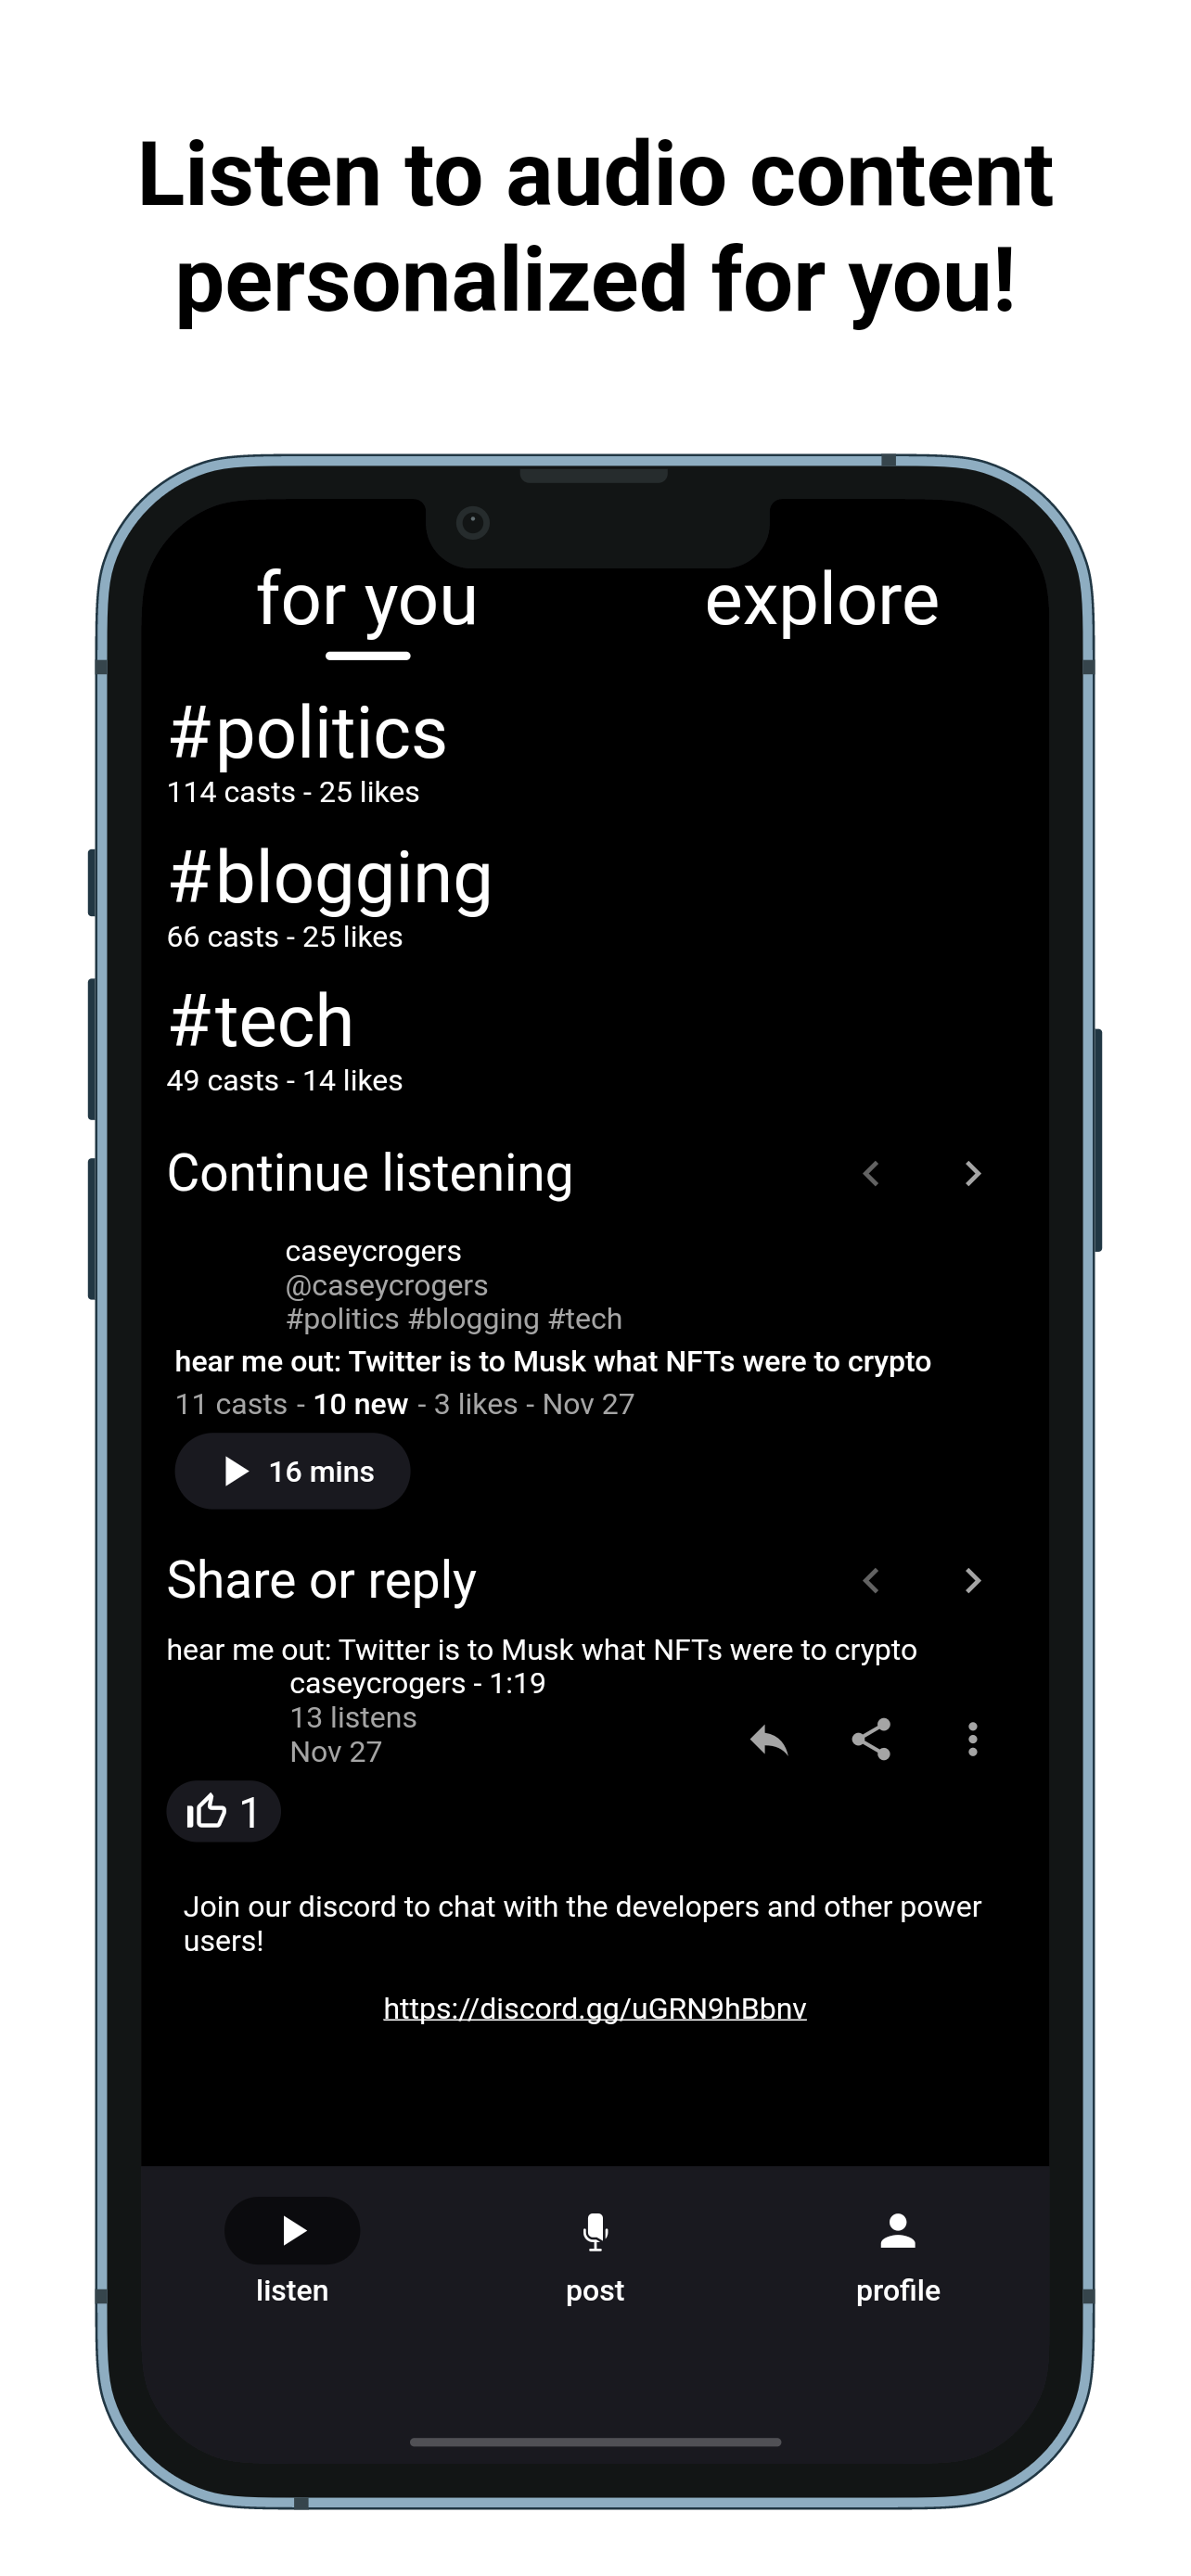 Listen to audio content
personalized for you!
for you
explore
#politics
114 casts - 25 likes
#blogging
66 casts - 25 likes
#tech
49 casts - 14 likes
Continue listening
caseycrogers
@caseycrogers
#politics #blogging #tech
hear me out: Twitter is to Musk what NFTs were to crypto
11 casts - 10 new - 3 likes - Nov 27
16 mins
Share or reply
hear me out: Twitter is to Musk what NFTs were to crypto
caseycrogers - 1:19
13 listens
Nov 27
1
Join our discord to chat with the developers and other power
users!
https://discord.gg/uGRN9hBbnv
listen
post
profile